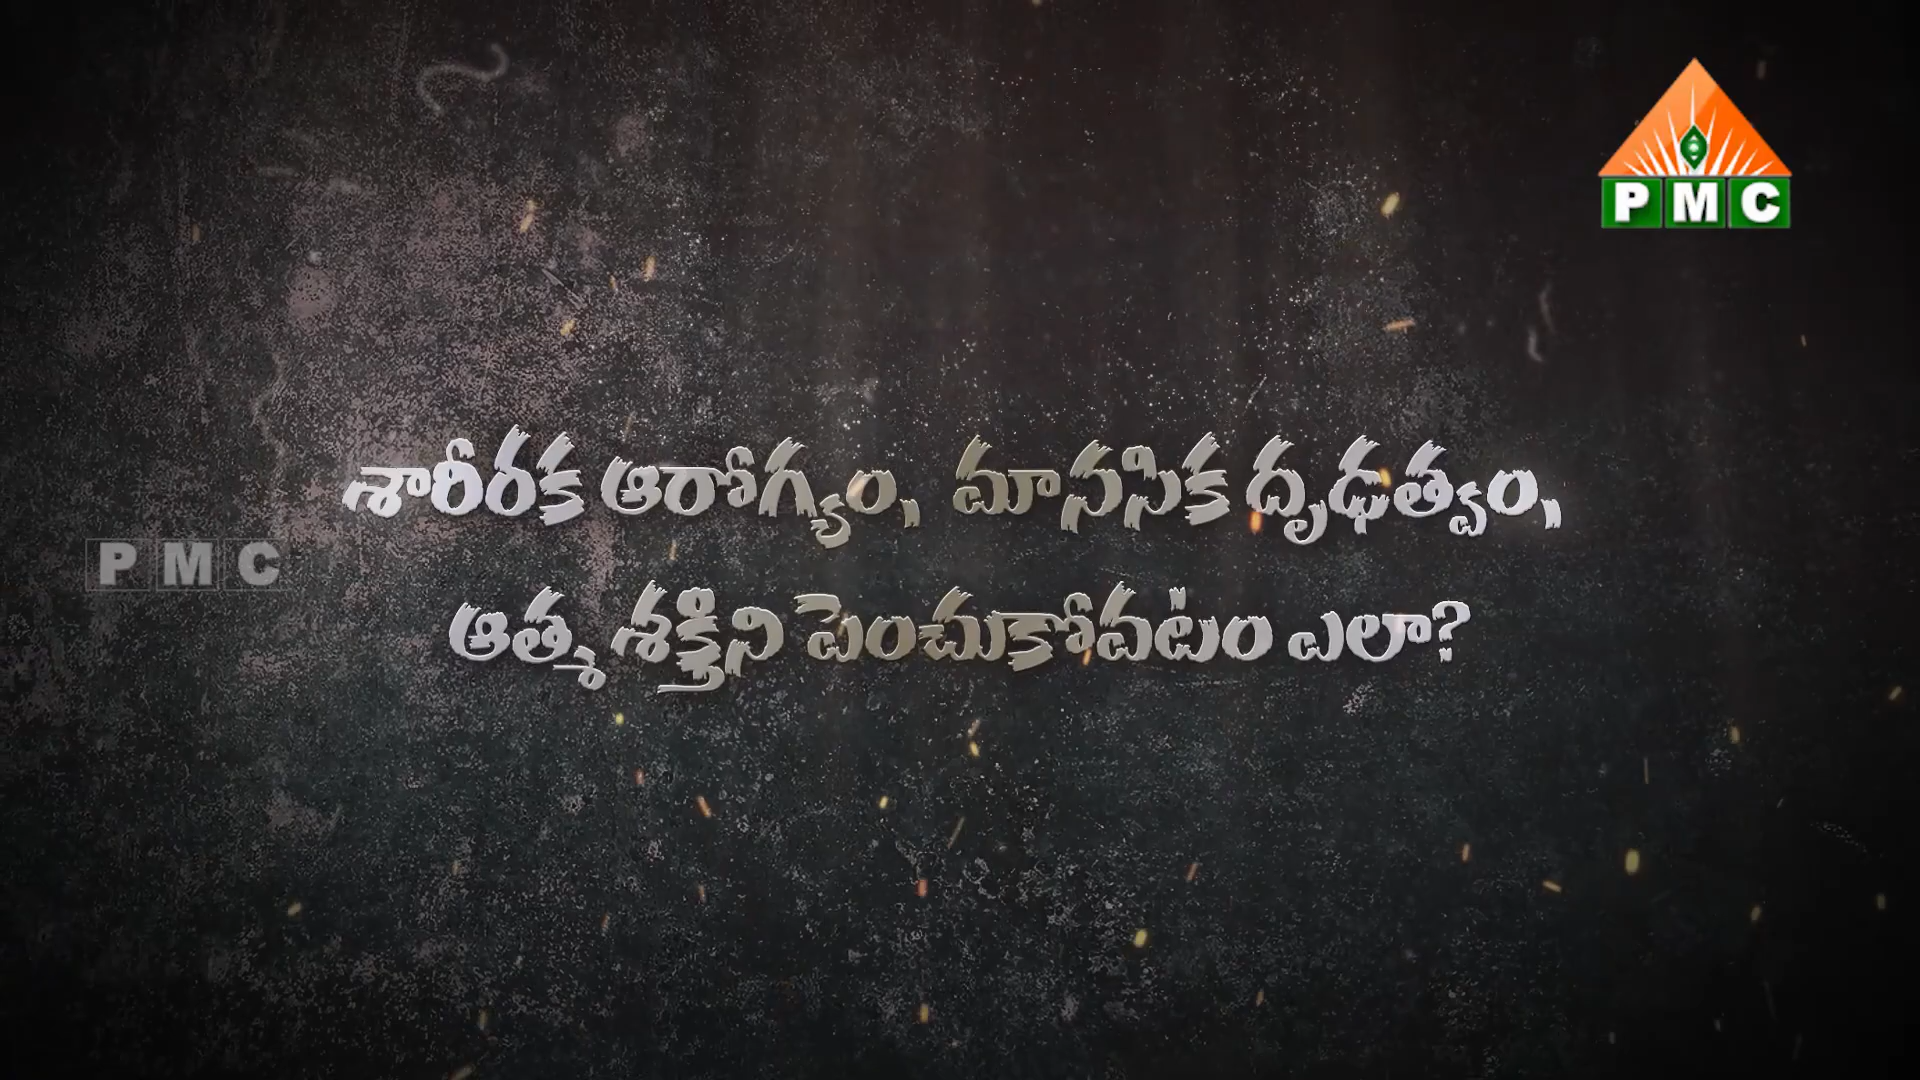 PMC
శారీరక ఆరోగ్యం, మానసిక దృఢత్వం,
PMC
ఆత్మ శక్తిని పెంచుకోవటం ఎలా?